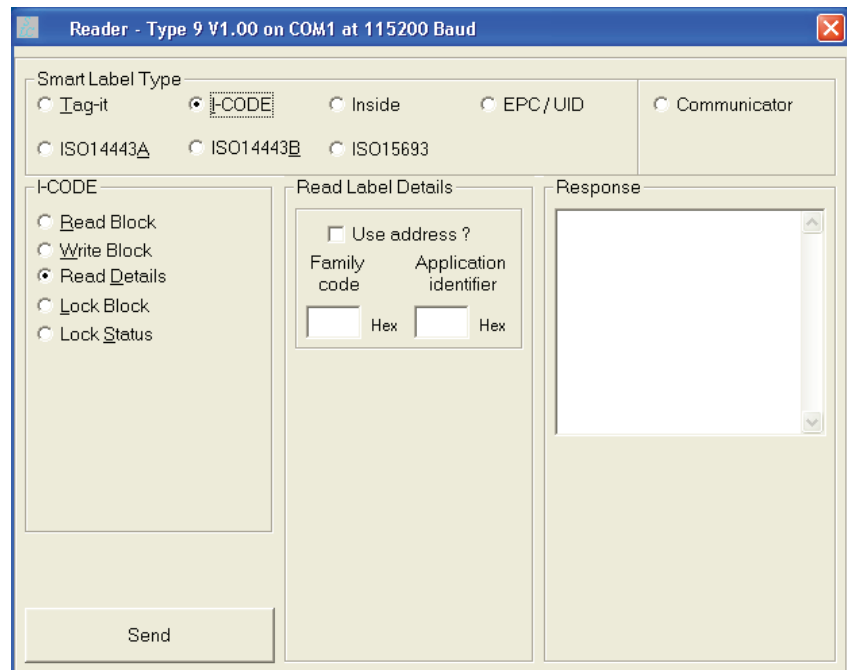 Reader - Type 9 V1.00 on COM1 at 115200 Baud
Smart Label Type
Tag-it
I-CODE
Inside
EPC / UID
Communicator
ISO14443A
ISO14443B
ISO15693
I-CODE
Read Block
Write Block
Read Details
Lock Block
Lock Status
Read Label Details
Use address ?
Family code
Application identifier
Hex
Hex
Response
Send